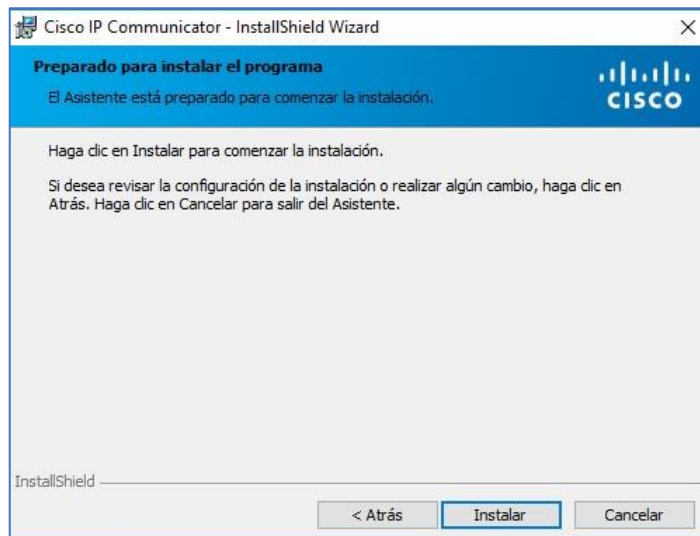 Cisco IP Communicator - InstallShield Wizard
Preparado para instalar el programa
El Asistente está preparado para comenzar la instalación.
CISCO
Haga clic en Instalar para comenzar la instalación.
Si desea revisar la configuración de la instalación o realizar algún cambio, haga clic en
Atrás. Haga clic en Cancelar para salir del Asistente.
InstallShield
< Atrás Instalar Cancelar